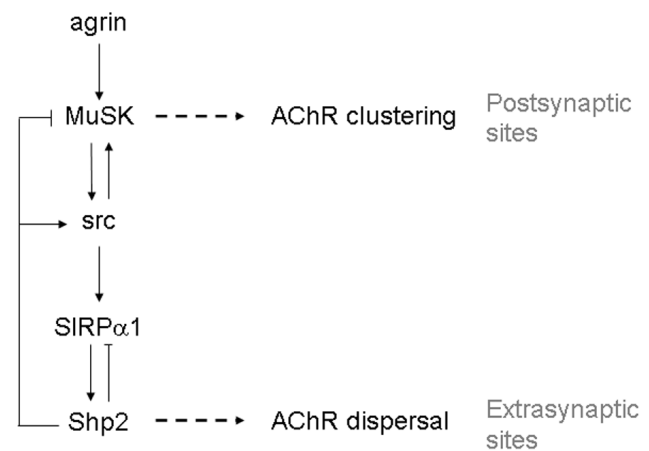 agrin
MuSK
AChR clustering
Postsynaptic
sites
src
SIRPα1
Shp2
AChR dispersal
Extrasynaptic
sites